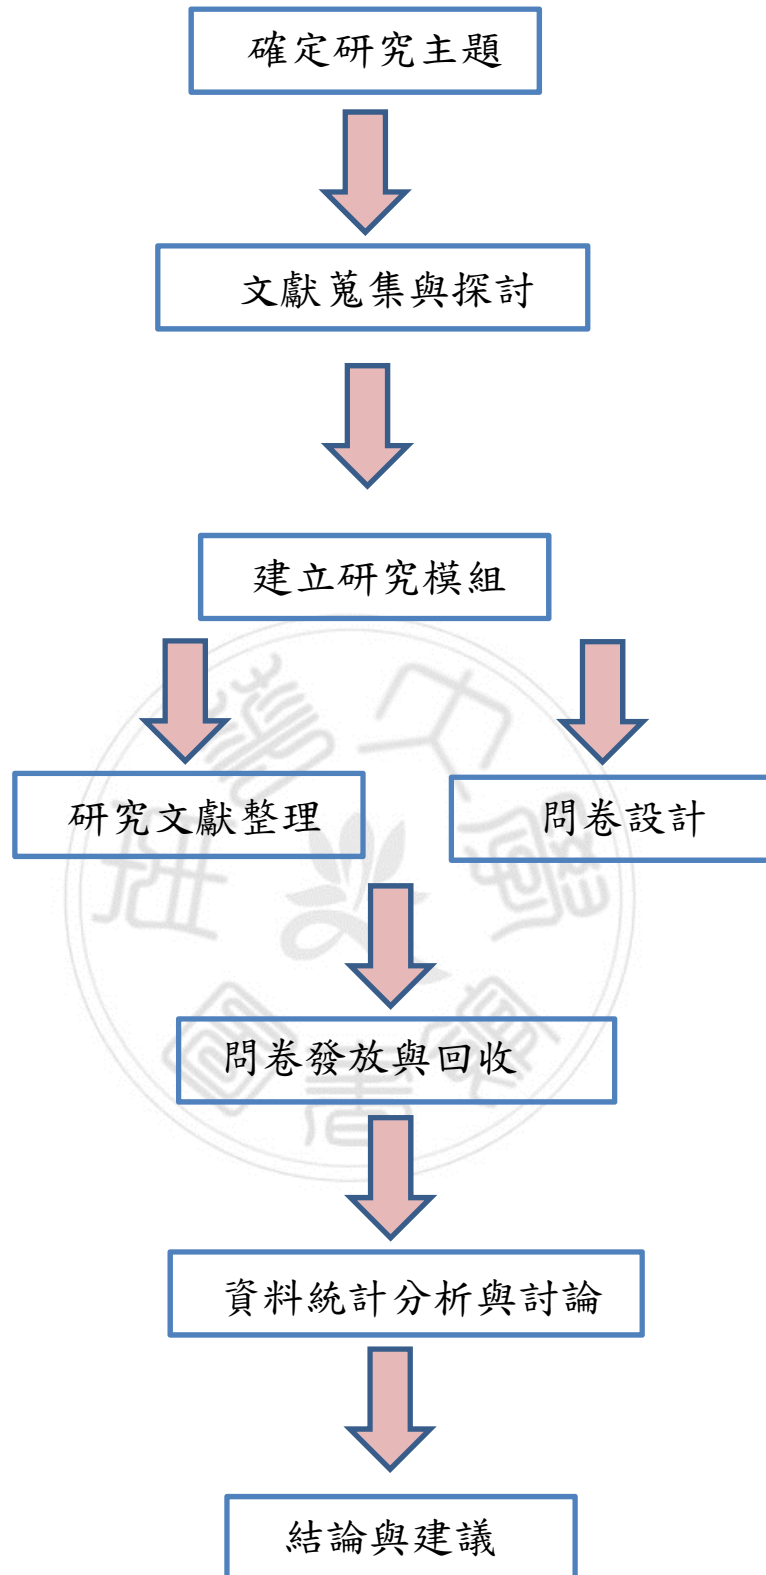 確定研究主題
文獻蒐集與探討
建立研究模組
研究文獻整理
問卷設計
問卷發放與回收
資料統計分析與討論
結論與建議